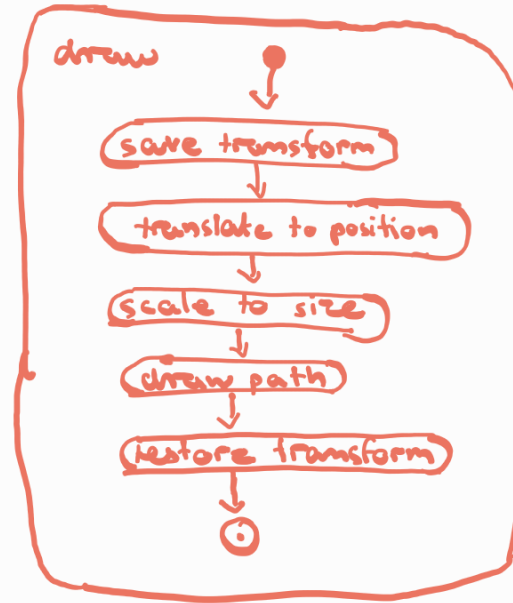 draw
save transform
translate to position
scale to size
draw path
restore transform